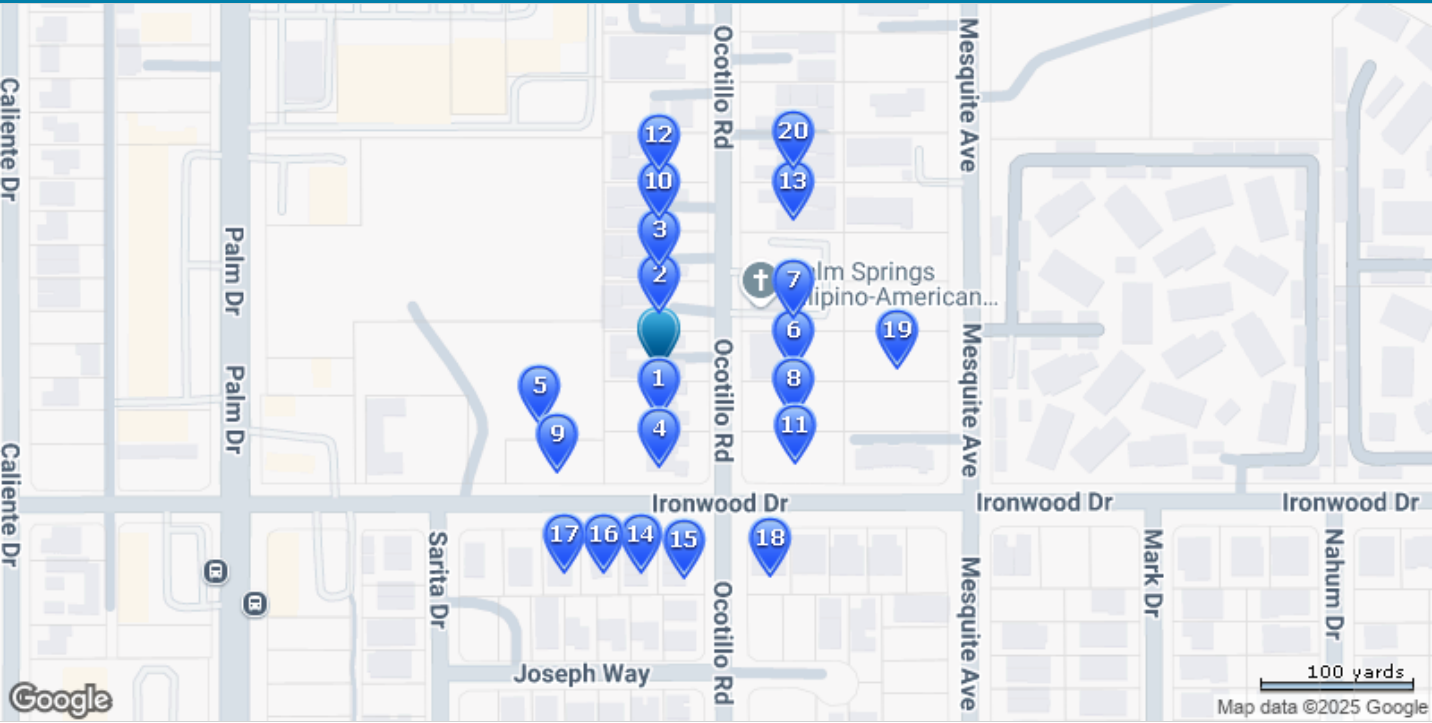 Caliente Dr
Palm Dr
Ocotillo Rd
Mesquite Ave
12
20
10
13
3
2
7
lm Springs
lipino-American...
6
19
Palm Dr
Ocotillo Rd
Mesquite Ave
5
1
8
9
4
11
Caliente Dr
Ironwood Dr
Ironwood Dr
Ironwood Dr
17
16
14
15
18
Sarita Dr
Ocotillo Rd
Mesquite Ave
Mark Dr
Nahum Dr
Joseph Way
100 yards
Google
Map data ©2025 Google